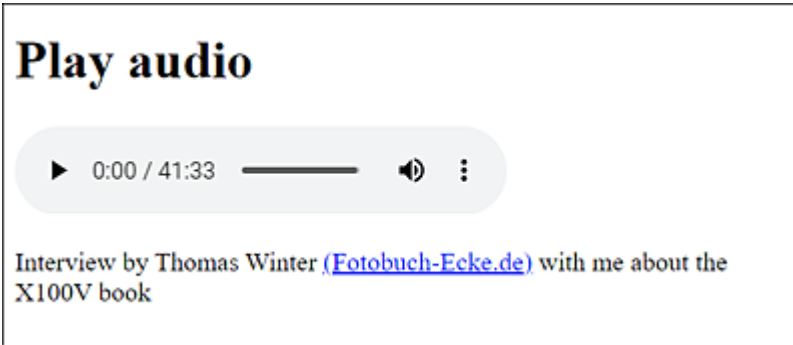 Play audio
0:00 / 41:33
Interview by Thomas Winter (Fotobuch-Ecke.de) with me about the
X100V book